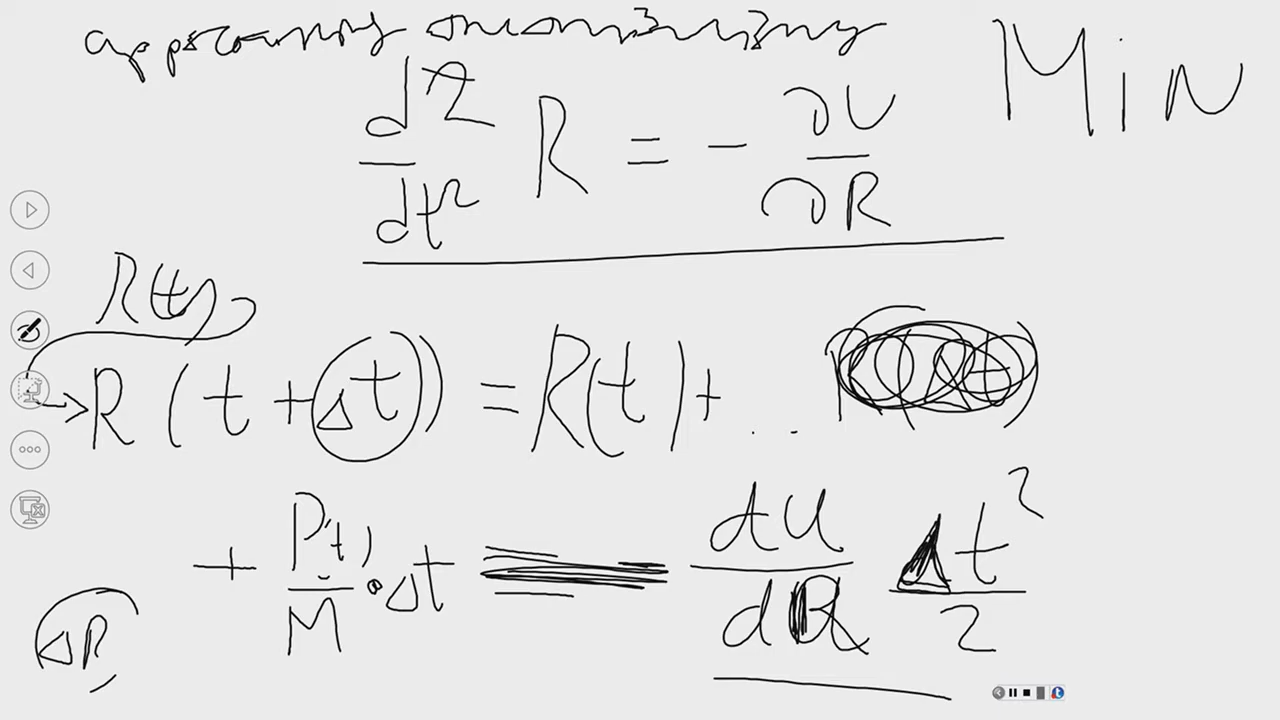 Min
d²/dt² R = - ∂U/∂R
R(t)
R(t+Δt) = R(t) + ...
+ P(t)/M · Δt - dU/dR Δt²/2
ΔR